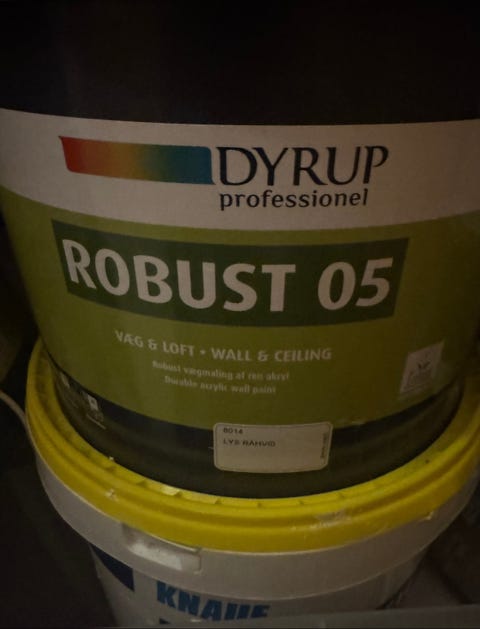 DYRUP
professionel
ROBUST 05
VÆG & LOFT • WALL & CEILING
Robust vægmaling af ren akryl
Durable acrylic wall paint
8014
LYS RÅHVID
KNAUF